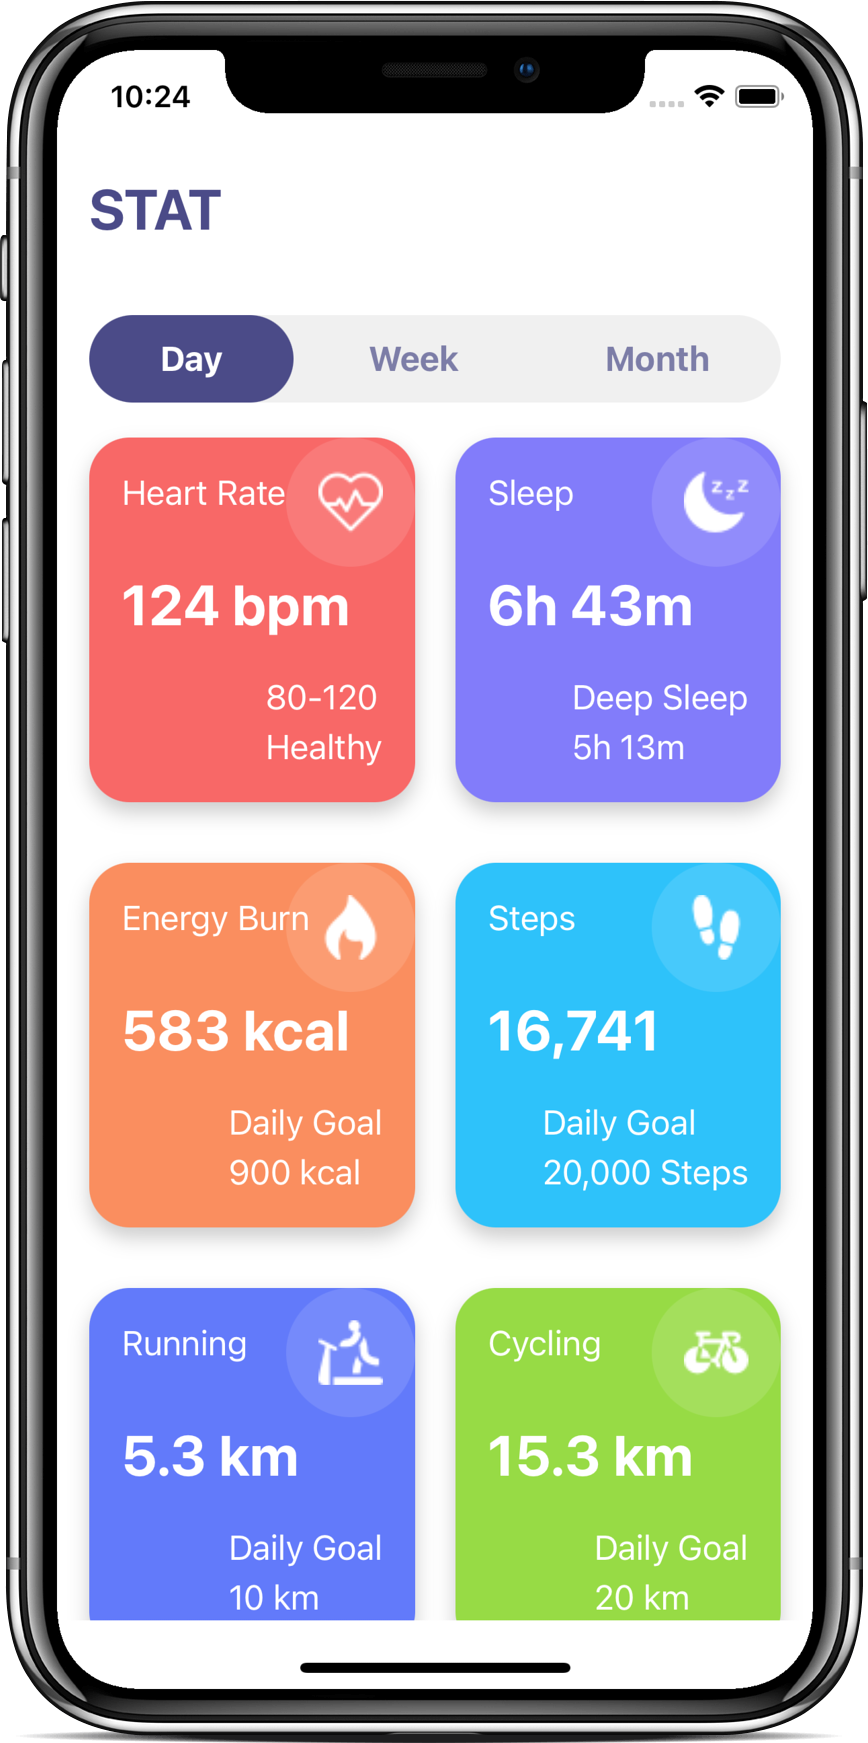 10:24
STAT
Day Week Month
Heart Rate
124 bpm
80-120
Healthy
Sleep
zzz
6h 43m
Deep Sleep
5h 13m
Energy Burn
583 kcal
Daily Goal
900 kcal
Steps
16,741
Daily Goal
20,000 Steps
Running
5.3 km
Daily Goal
10 km
Cycling
15.3 km
Daily Goal
20 km